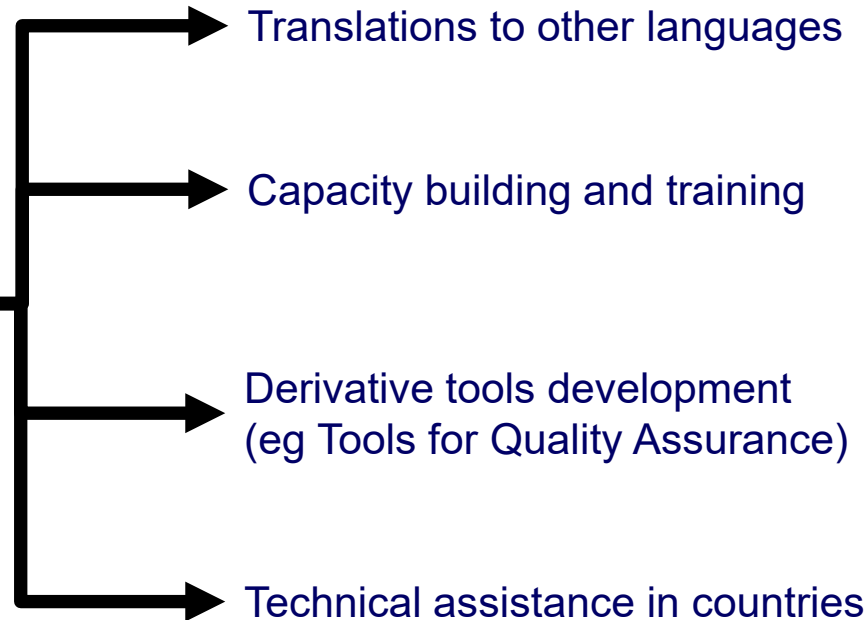 Translations to other languages
Capacity building and training
Derivative tools development
(eg Tools for Quality Assurance)
Technical assistance in countries